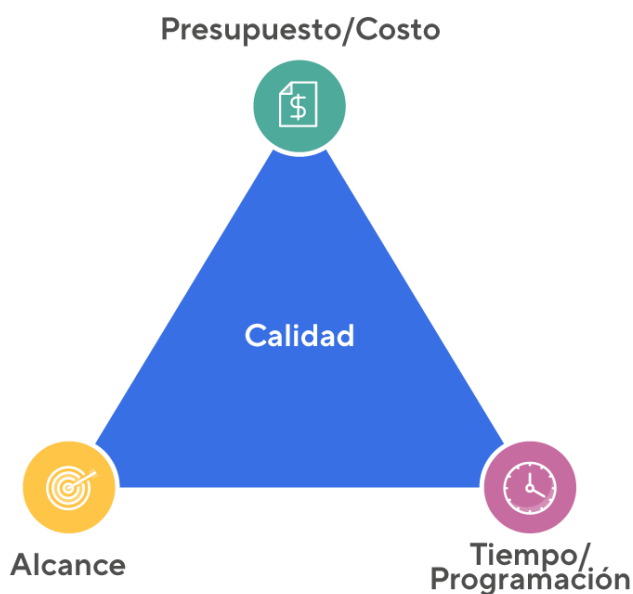 Presupuesto/Costo
$
Calidad
Alcance
Tiempo/
Programación